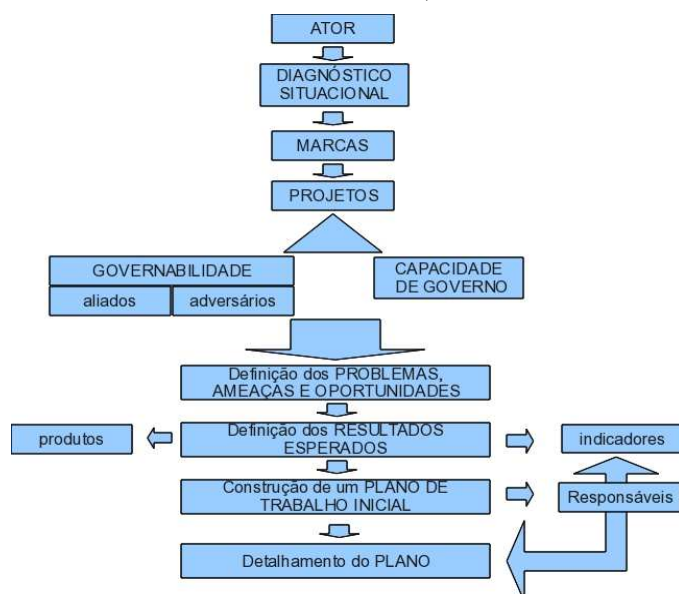 ATOR
DIAGNÓSTICO
SITUACIONAL
MARCAS
PROJETOS
GOVERNABILIDADE
aliados
adversários
CAPACIDADE
DE GOVERNO
Definição dos PROBLEMAS,
AMEAÇAS E OPORTUNIDADES
produtos
Definição dos RESULTADOS
ESPERADOS
indicadores
Construção de um PLANO DE
TRABALHO INICIAL
Responsáveis
Detalhamento do PLANO